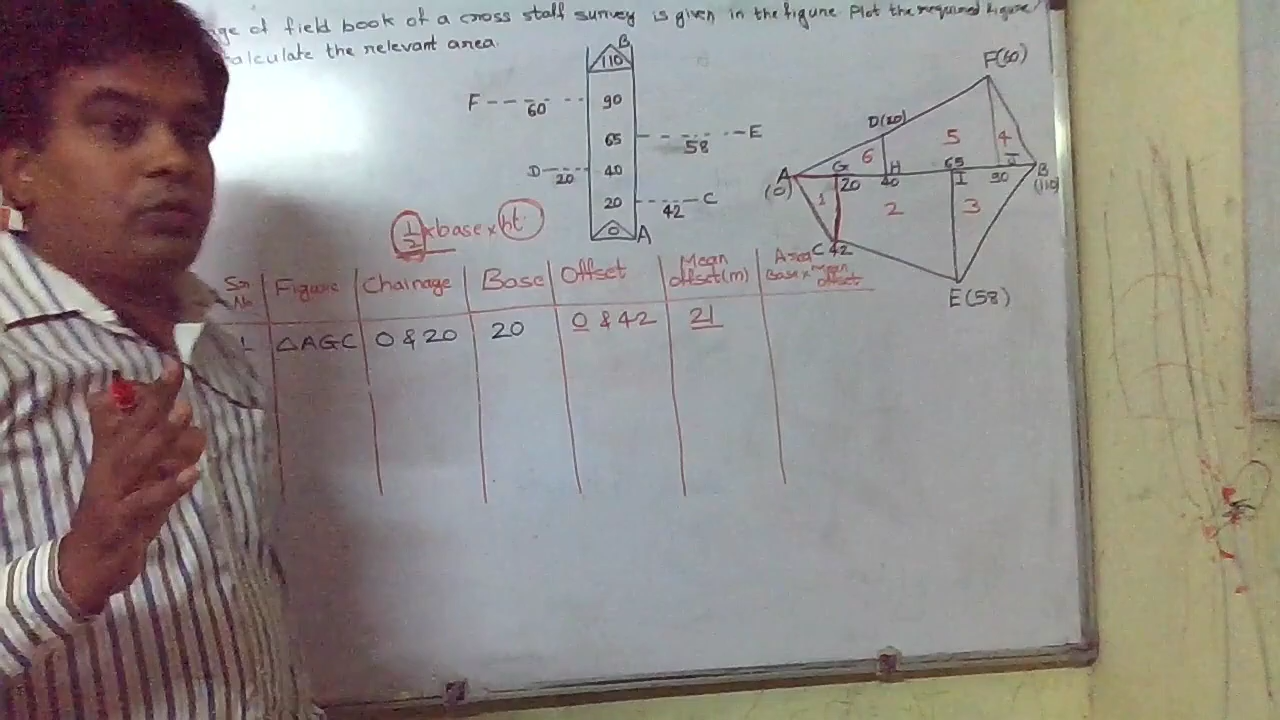 ge of field book of a cross staff survey is given in the figure. Plot the required figure
alculate the relevant area.
B
110
F 60 90
65 58 E
D 20 40
20 42 C
0 A
1/2 × base × ht.
F(60)
D(20)
5
4
6
A G H 65 J B
(0) 20 40 I 90 (110)
1 2 3
C 42
E (58)
Sr. No Figure Chainage Base Offset Mean offset(m) Area Base × Mean offset
1 △AGC 0 & 20 20 0 & 42 21